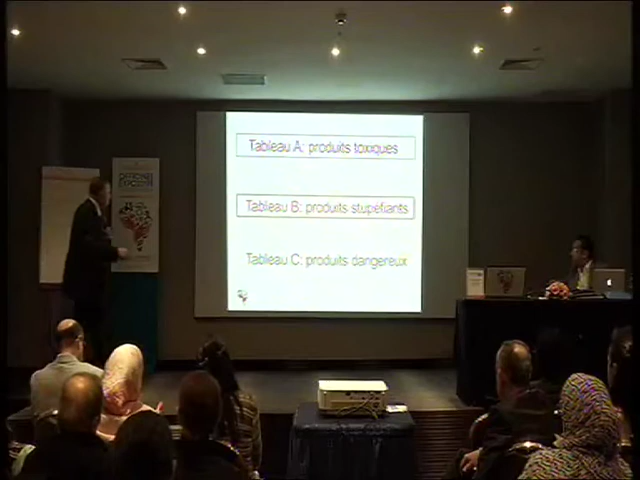 Tableau A: produits toxiques
Tableau B: produits stupéfiants
Tableau C: produits dangereux